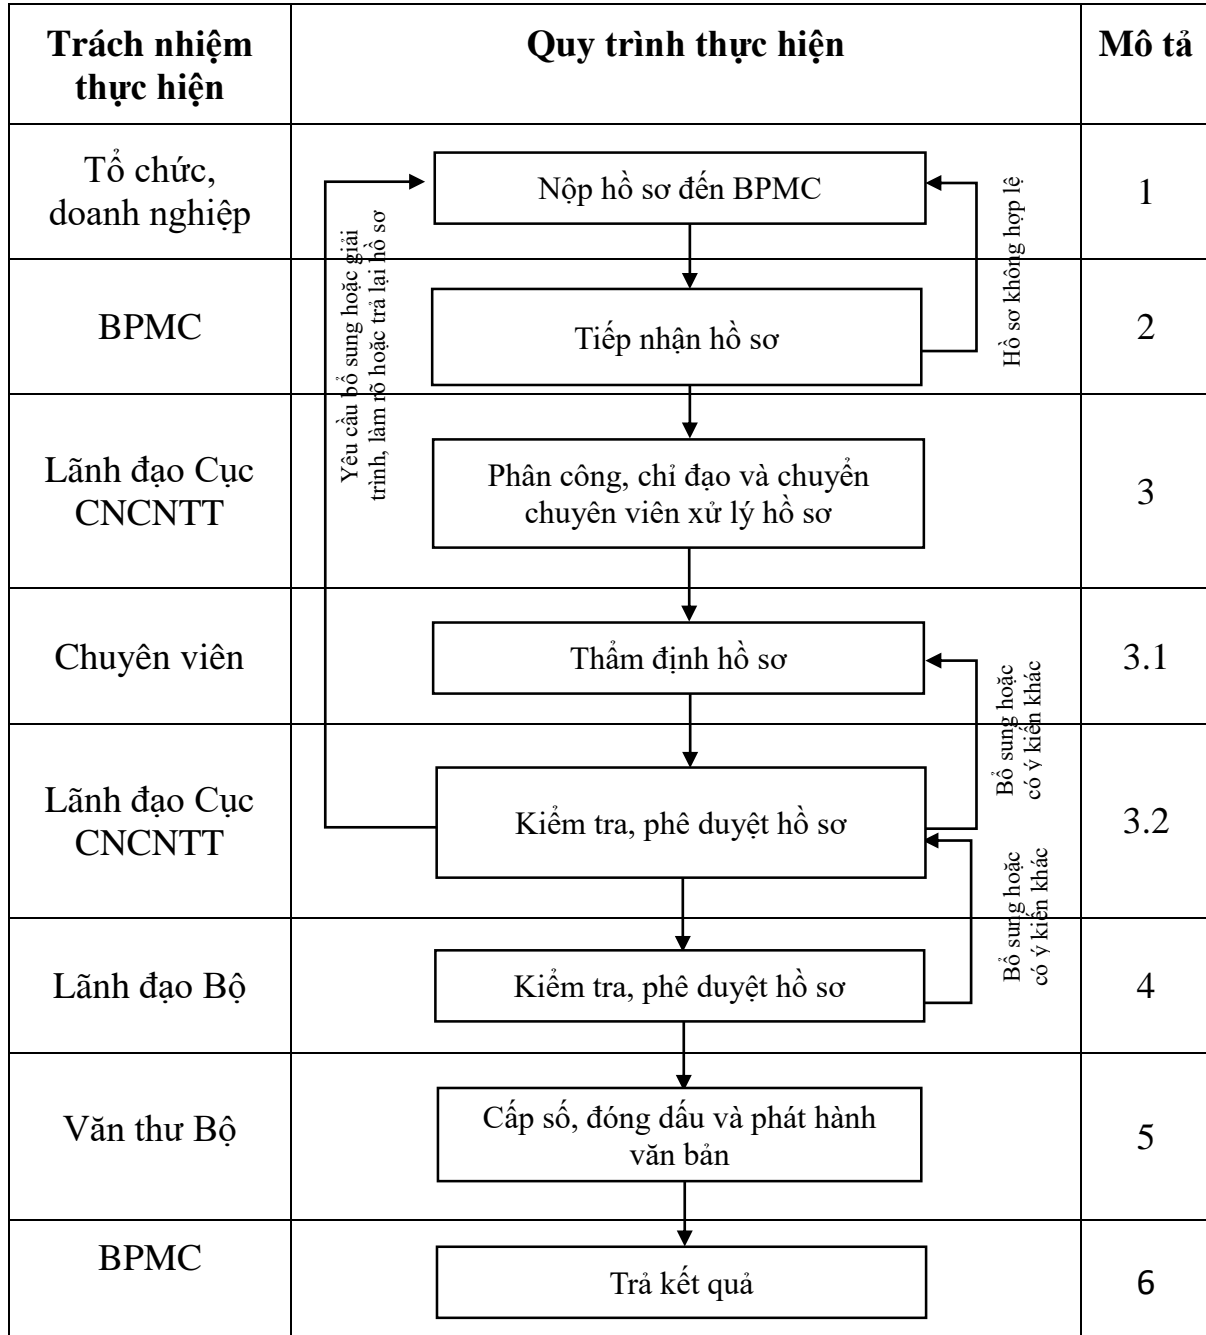 Trách nhiệm
thực hiện
Quy trình thực hiện
Mô tả
Tổ chức,
doanh nghiệp
Nộp hồ sơ đến BPMC
1
Yêu cầu bổ sung hoặc giải
trình, làm rõ hoặc trả lại hồ sơ
Hồ sơ không hợp lệ
BPMC
Tiếp nhận hồ sơ
2
Lãnh đạo Cục
CNCNTT
Phân công, chỉ đạo và chuyển
chuyên viên xử lý hồ sơ
3
Chuyên viên
Thẩm định hồ sơ
3.1
Bổ sung hoặc
có ý kiến khác
Lãnh đạo Cục
CNCNTT
Kiểm tra, phê duyệt hồ sơ
3.2
Bổ sung hoặc
có ý kiến khác
Lãnh đạo Bộ
Kiểm tra, phê duyệt hồ sơ
4
Văn thư Bộ
Cấp số, đóng dấu và phát hành
văn bản
5
BPMC
Trả kết quả
6